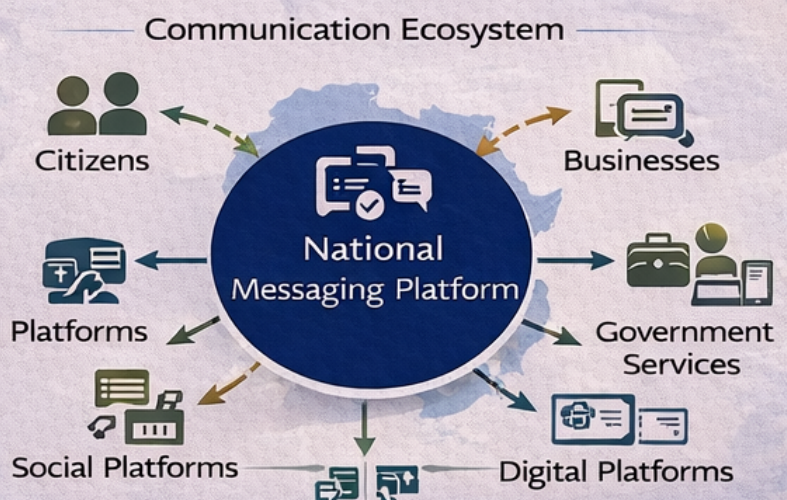 Communication Ecosystem
Citizens
Businesses
National
Messaging Platform
Platforms
Government
Services
Social Platforms
Digital Platforms